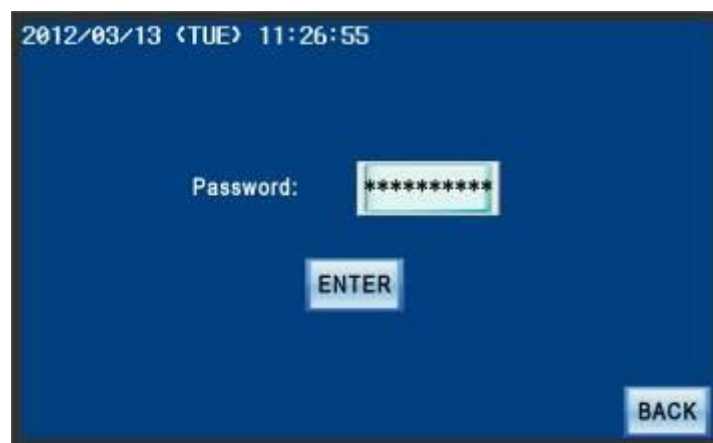 2012/03/13 (TUE) 11:26:55
Password: **********
ENTER
BACK